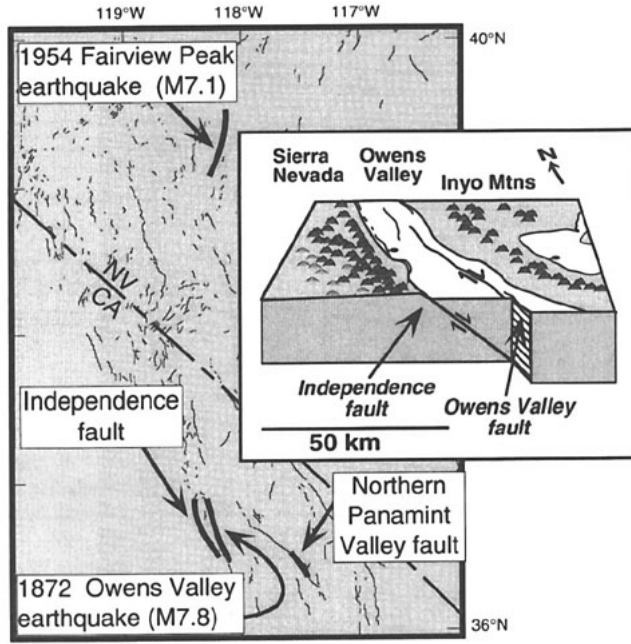 119°W 118°W 117°W
40°N
1954 Fairview Peak
earthquake (M7.1)
Sierra
Nevada
Owens
Valley
Inyo Mtns
N
NV
CA
Independence
fault
Owens Valley
fault
50 km
Independence
fault
Northern
Panamint
Valley fault
1872 Owens Valley
earthquake (M7.8)
36°N